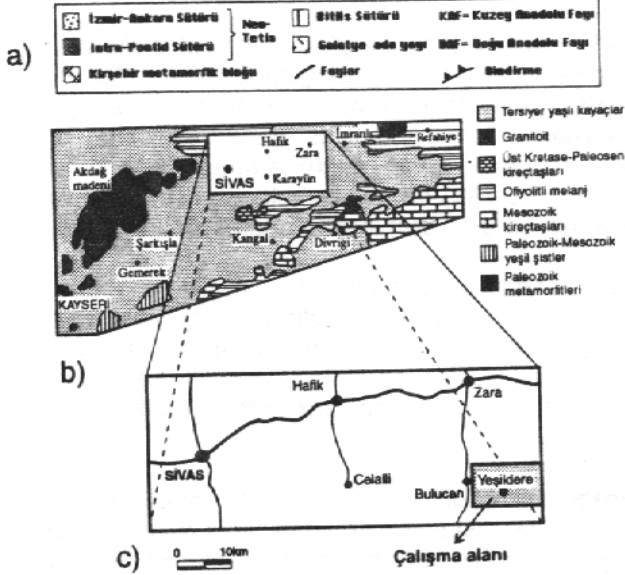 a)
İzmir-Ankara Sütürü
Intra-Pontid Sütürü
Neo-
Tetis
Kirşehir metamorfik bloğu
Bitlis Sütürü
Galatya ada yayı
Faylar
KAF- Kuzey Anadolu Fayı
DAF- Doğu Anadolu Fayı
Bindirme
Tersiyer yaşlı kayaçlar
Granitoit
Üst Kretase-Paleosen
kireçtaşları
Ofiyolitli melanj
Mesozoik
kireçtaşları
Paleozoik-Mesozoik
yeşil şistler
Paleozoik
metamorfitleri
Akdağ
madeni
Hafik
Zara
SİVAS
Karayün
İmranlı
Refahiye
Şarkışla
Gemerek
KAYSERİ
Kangal
Divriği
b)
Hafik
Zara
SİVAS
Celalli
Bulucan
Yeşildere
Çalışma alanı
c)
0 10km